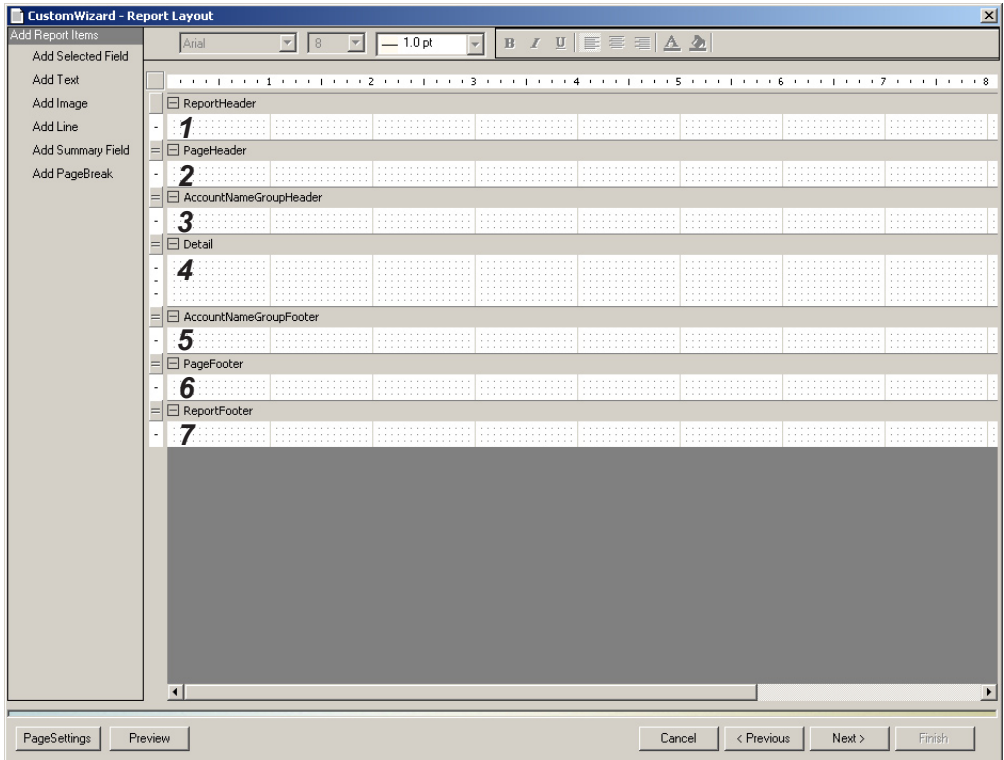 CustomWizard - Report Layout
Add Report Items
Add Selected Field
Add Text
Add Image
Add Line
Add Summary Field
Add PageBreak
Arial 8 1.0 pt B I U A
1 2 3 4 5 6 7 8
ReportHeader
1
PageHeader
2
AccountNameGroupHeader
3
Detail
4
AccountNameGroupFooter
5
PageFooter
6
ReportFooter
7
PageSettings Preview Cancel < Previous Next > Finish